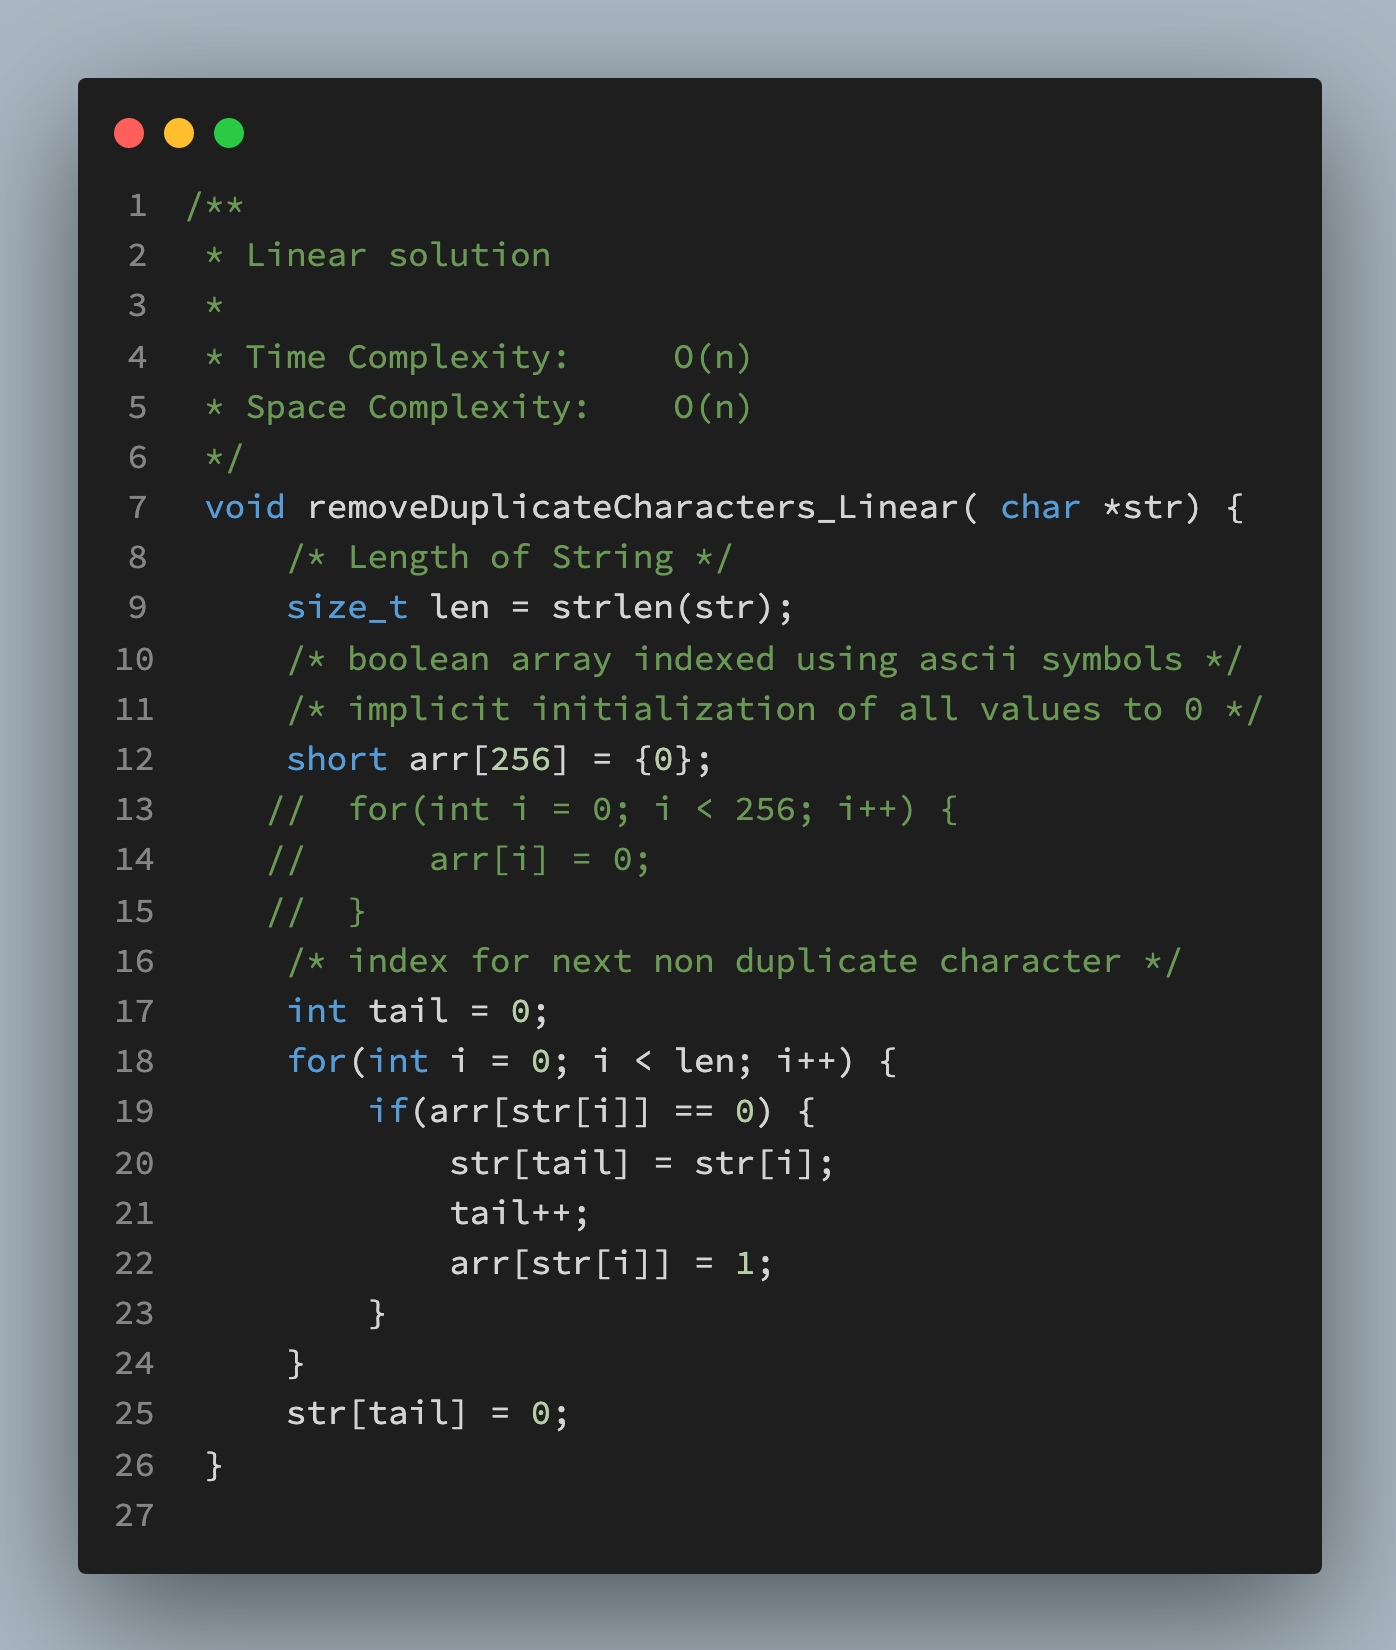 1 /**
2  * Linear solution
3  *
4  * Time Complexity:     O(n)
5  * Space Complexity:    O(n)
6  */
7  void removeDuplicateCharacters_Linear( char *str) {
8      /* Length of String */
9      size_t len = strlen(str);
10      /* boolean array indexed using ascii symbols */
11      /* implicit initialization of all values to 0 */
12      short arr[256] = {0};
13     //  for(int i = 0; i < 256; i++) {
14     //      arr[i] = 0;
15     //  }
16      /* index for next non duplicate character */
17      int tail = 0;
18      for(int i = 0; i < len; i++) {
19          if(arr[str[i]] == 0) {
20              str[tail] = str[i];
21              tail++;
22              arr[str[i]] = 1;
23          }
24      }
25      str[tail] = 0;
26  }
27